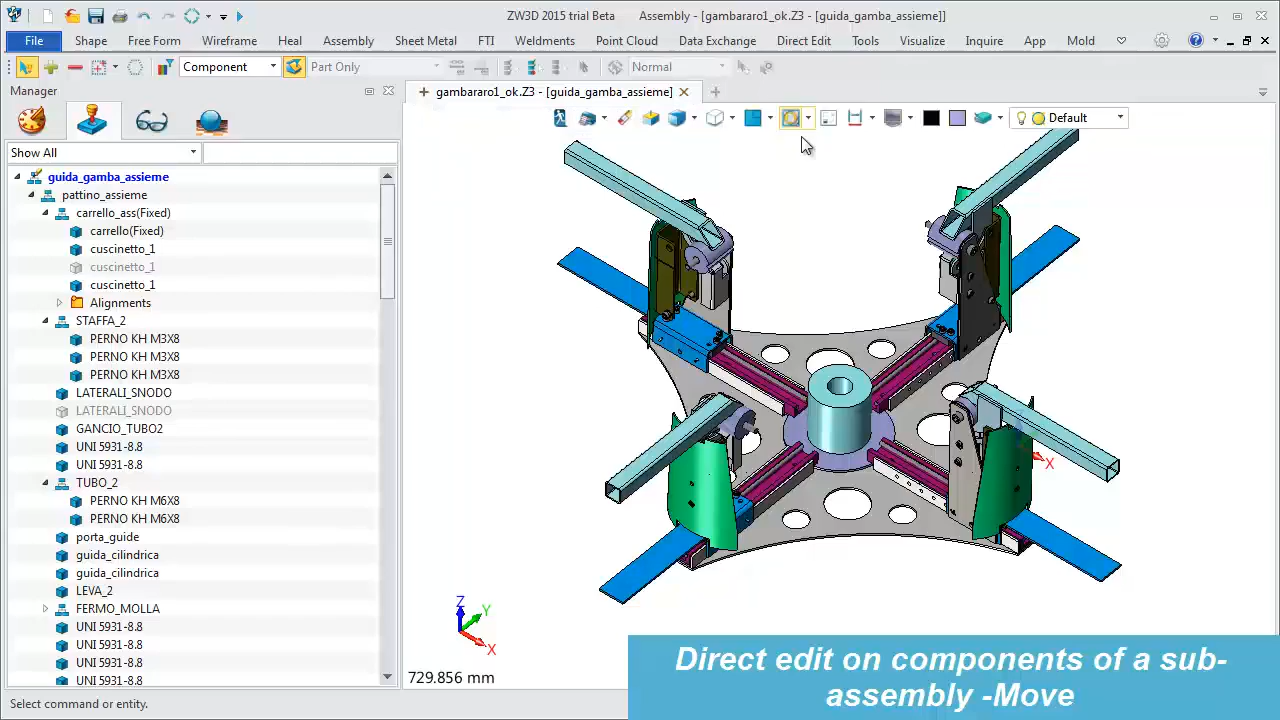 ZW3D 2015 trial Beta Assembly - [gambararo1_ok.Z3 - [guida_gamba_assieme]]
File Shape Free Form Wireframe Heal Assembly Sheet Metal FTI Weldments Point Cloud Data Exchange Direct Edit Tools Visualize Inquire App Mold
Component Part Only Normal
Manager
gambararo1_ok.Z3 - [guida_gamba_assieme]
Default
Show All
guida_gamba_assieme
pattino_assieme
carrello_ass(Fixed)
carrello(Fixed)
cuscinetto_1
cuscinetto_1
cuscinetto_1
Alignments
STAFFA_2
PERNO KH M3X8
PERNO KH M3X8
PERNO KH M3X8
LATERALI_SNODO
LATERALI_SNODO
GANCIO_TUBO2
UNI 5931-8.8
UNI 5931-8.8
TUBO_2
PERNO KH M6X8
PERNO KH M6X8
porta_guide
guida_cilindrica
guida_cilindrica
LEVA_2
FERMO_MOLLA
UNI 5931-8.8
UNI 5931-8.8
UNI 5931-8.8
UNI 5931-8.8
X
Z
Y
X
729.856 mm
Direct edit on components of a sub-
assembly -Move
Select command or entity.